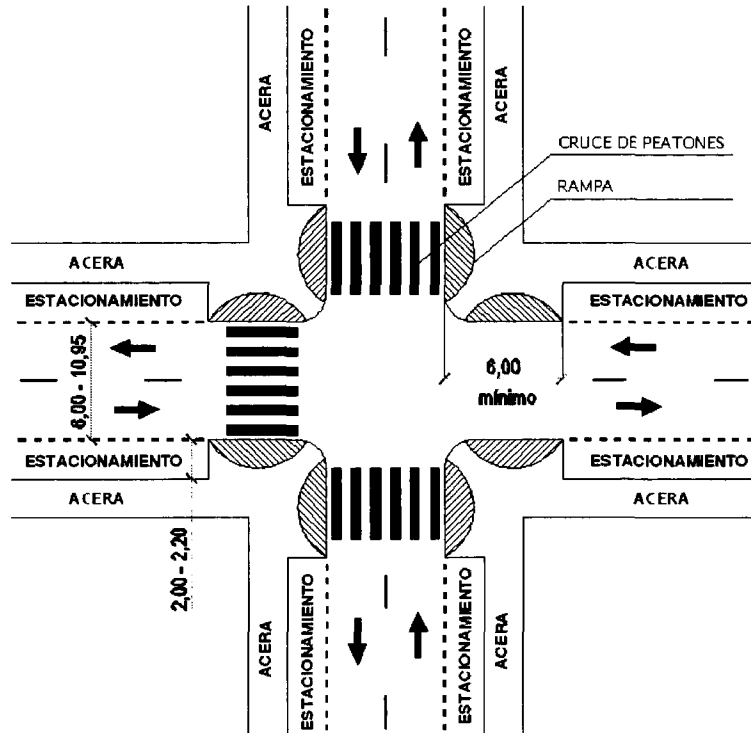 ACERA
ESTACIONAMIENTO
ESTACIONAMIENTO
ACERA
CRUCE DE PEATONES
RAMPA
ACERA
ACERA
ESTACIONAMIENTO
ESTACIONAMIENTO
6,00 - 10,95
6,00
mínimo
ESTACIONAMIENTO
ESTACIONAMIENTO
ACERA
ACERA
2,00 - 2,20
ACERA
ESTACIONAMIENTO
ESTACIONAMIENTO
ACERA